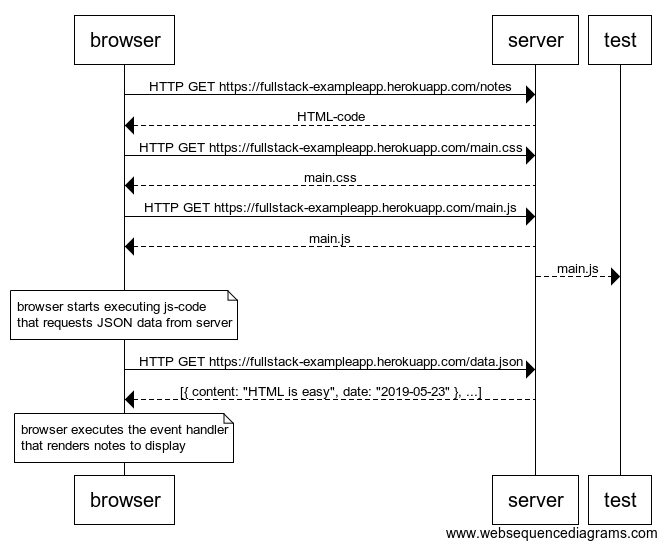 browser server test
HTTP GET https://fullstack-exampleapp.herokuapp.com/notes
HTML-code
HTTP GET https://fullstack-exampleapp.herokuapp.com/main.css
main.css
HTTP GET https://fullstack-exampleapp.herokuapp.com/main.js
main.js
main.js
browser starts executing js-code
that requests JSON data from server
HTTP GET https://fullstack-exampleapp.herokuapp.com/data.json
[{ content: "HTML is easy", date: "2019-05-23" }, ...]
browser executes the event handler
that renders notes to display
browser server test
www.websequencediagrams.com